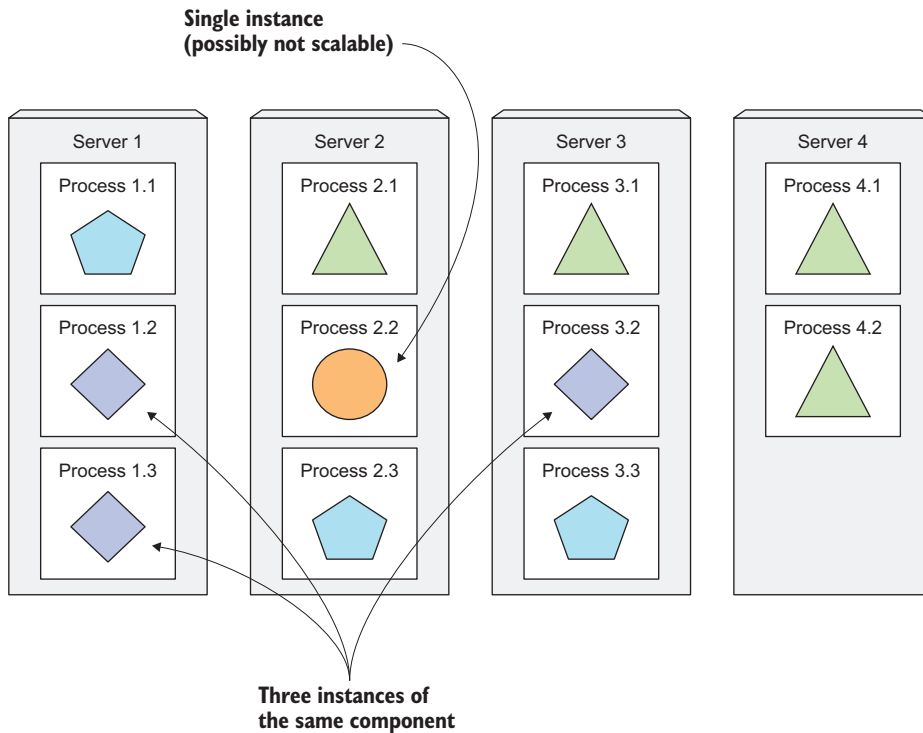 Single instance
(possibly not scalable)
Server 1
Process 1.1
Process 1.2
Process 1.3
Server 2
Process 2.1
Process 2.2
Process 2.3
Server 3
Process 3.1
Process 3.2
Process 3.3
Server 4
Process 4.1
Process 4.2
Three instances of
the same component